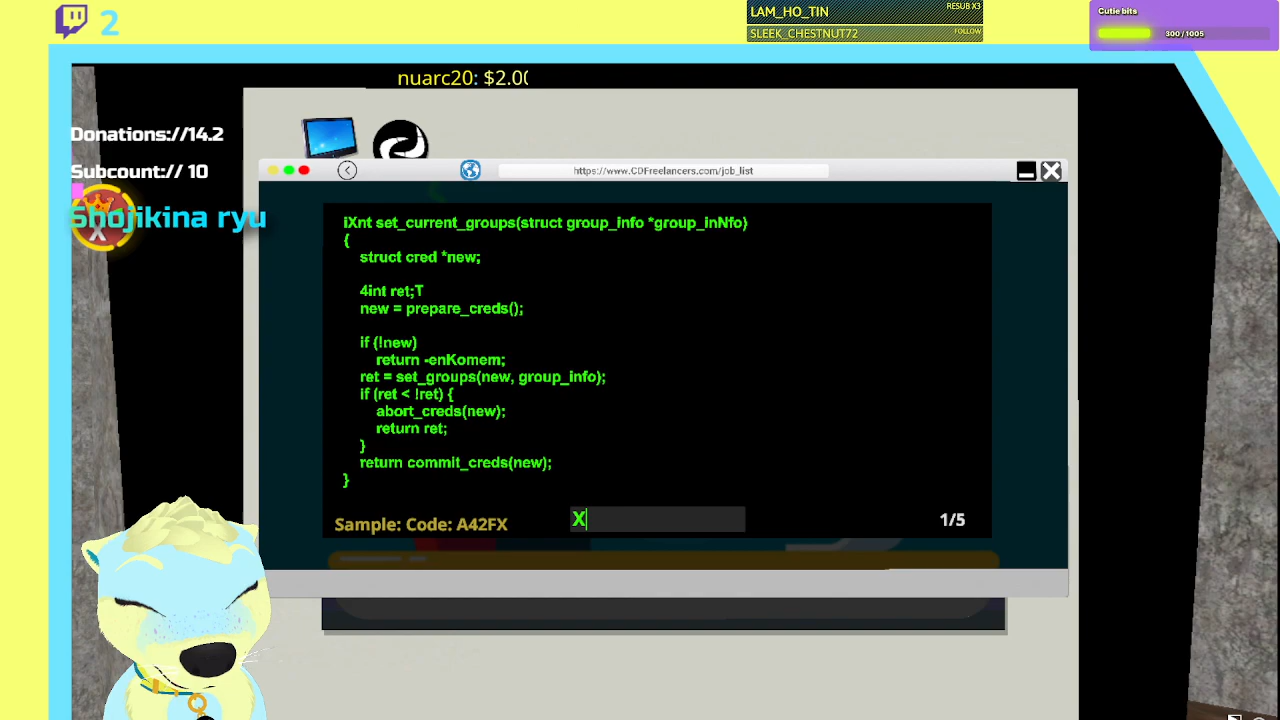 2
LAM_HO_TIN
RESUB X3
SLEEK_CHESTNUT72
FOLLOW
Cutie bits
300 / 1005
nuarc20: $2.00
Donations://14.2
Subcount:// 10
Shojikina ryu
X
https://www.CDFreelancers.com/job_list
iXnt set_current_groups(struct group_info *group_inNfo)
{
struct cred *new;
4int ret;T
new = prepare_creds();
if (!new)
return -enKomem;
ret = set_groups(new, group_info);
if (ret < !ret) {
abort_creds(new);
return ret;
}
return commit_creds(new);
}
Sample: Code: A42FX
X
1/5